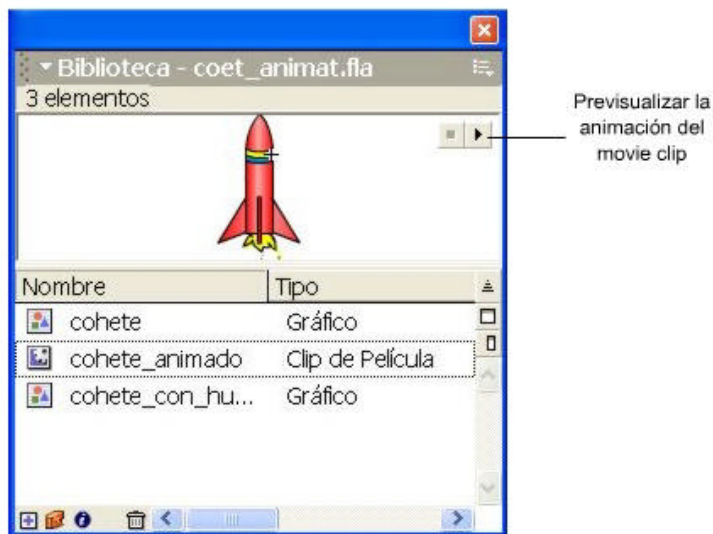 Biblioteca - coet_animat.fla
3 elementos
Previsualizar la
animación del
movie clip
Nombre Tipo
cohete Gráfico
cohete_animado Clip de Película
cohete_con_hu... Gráfico